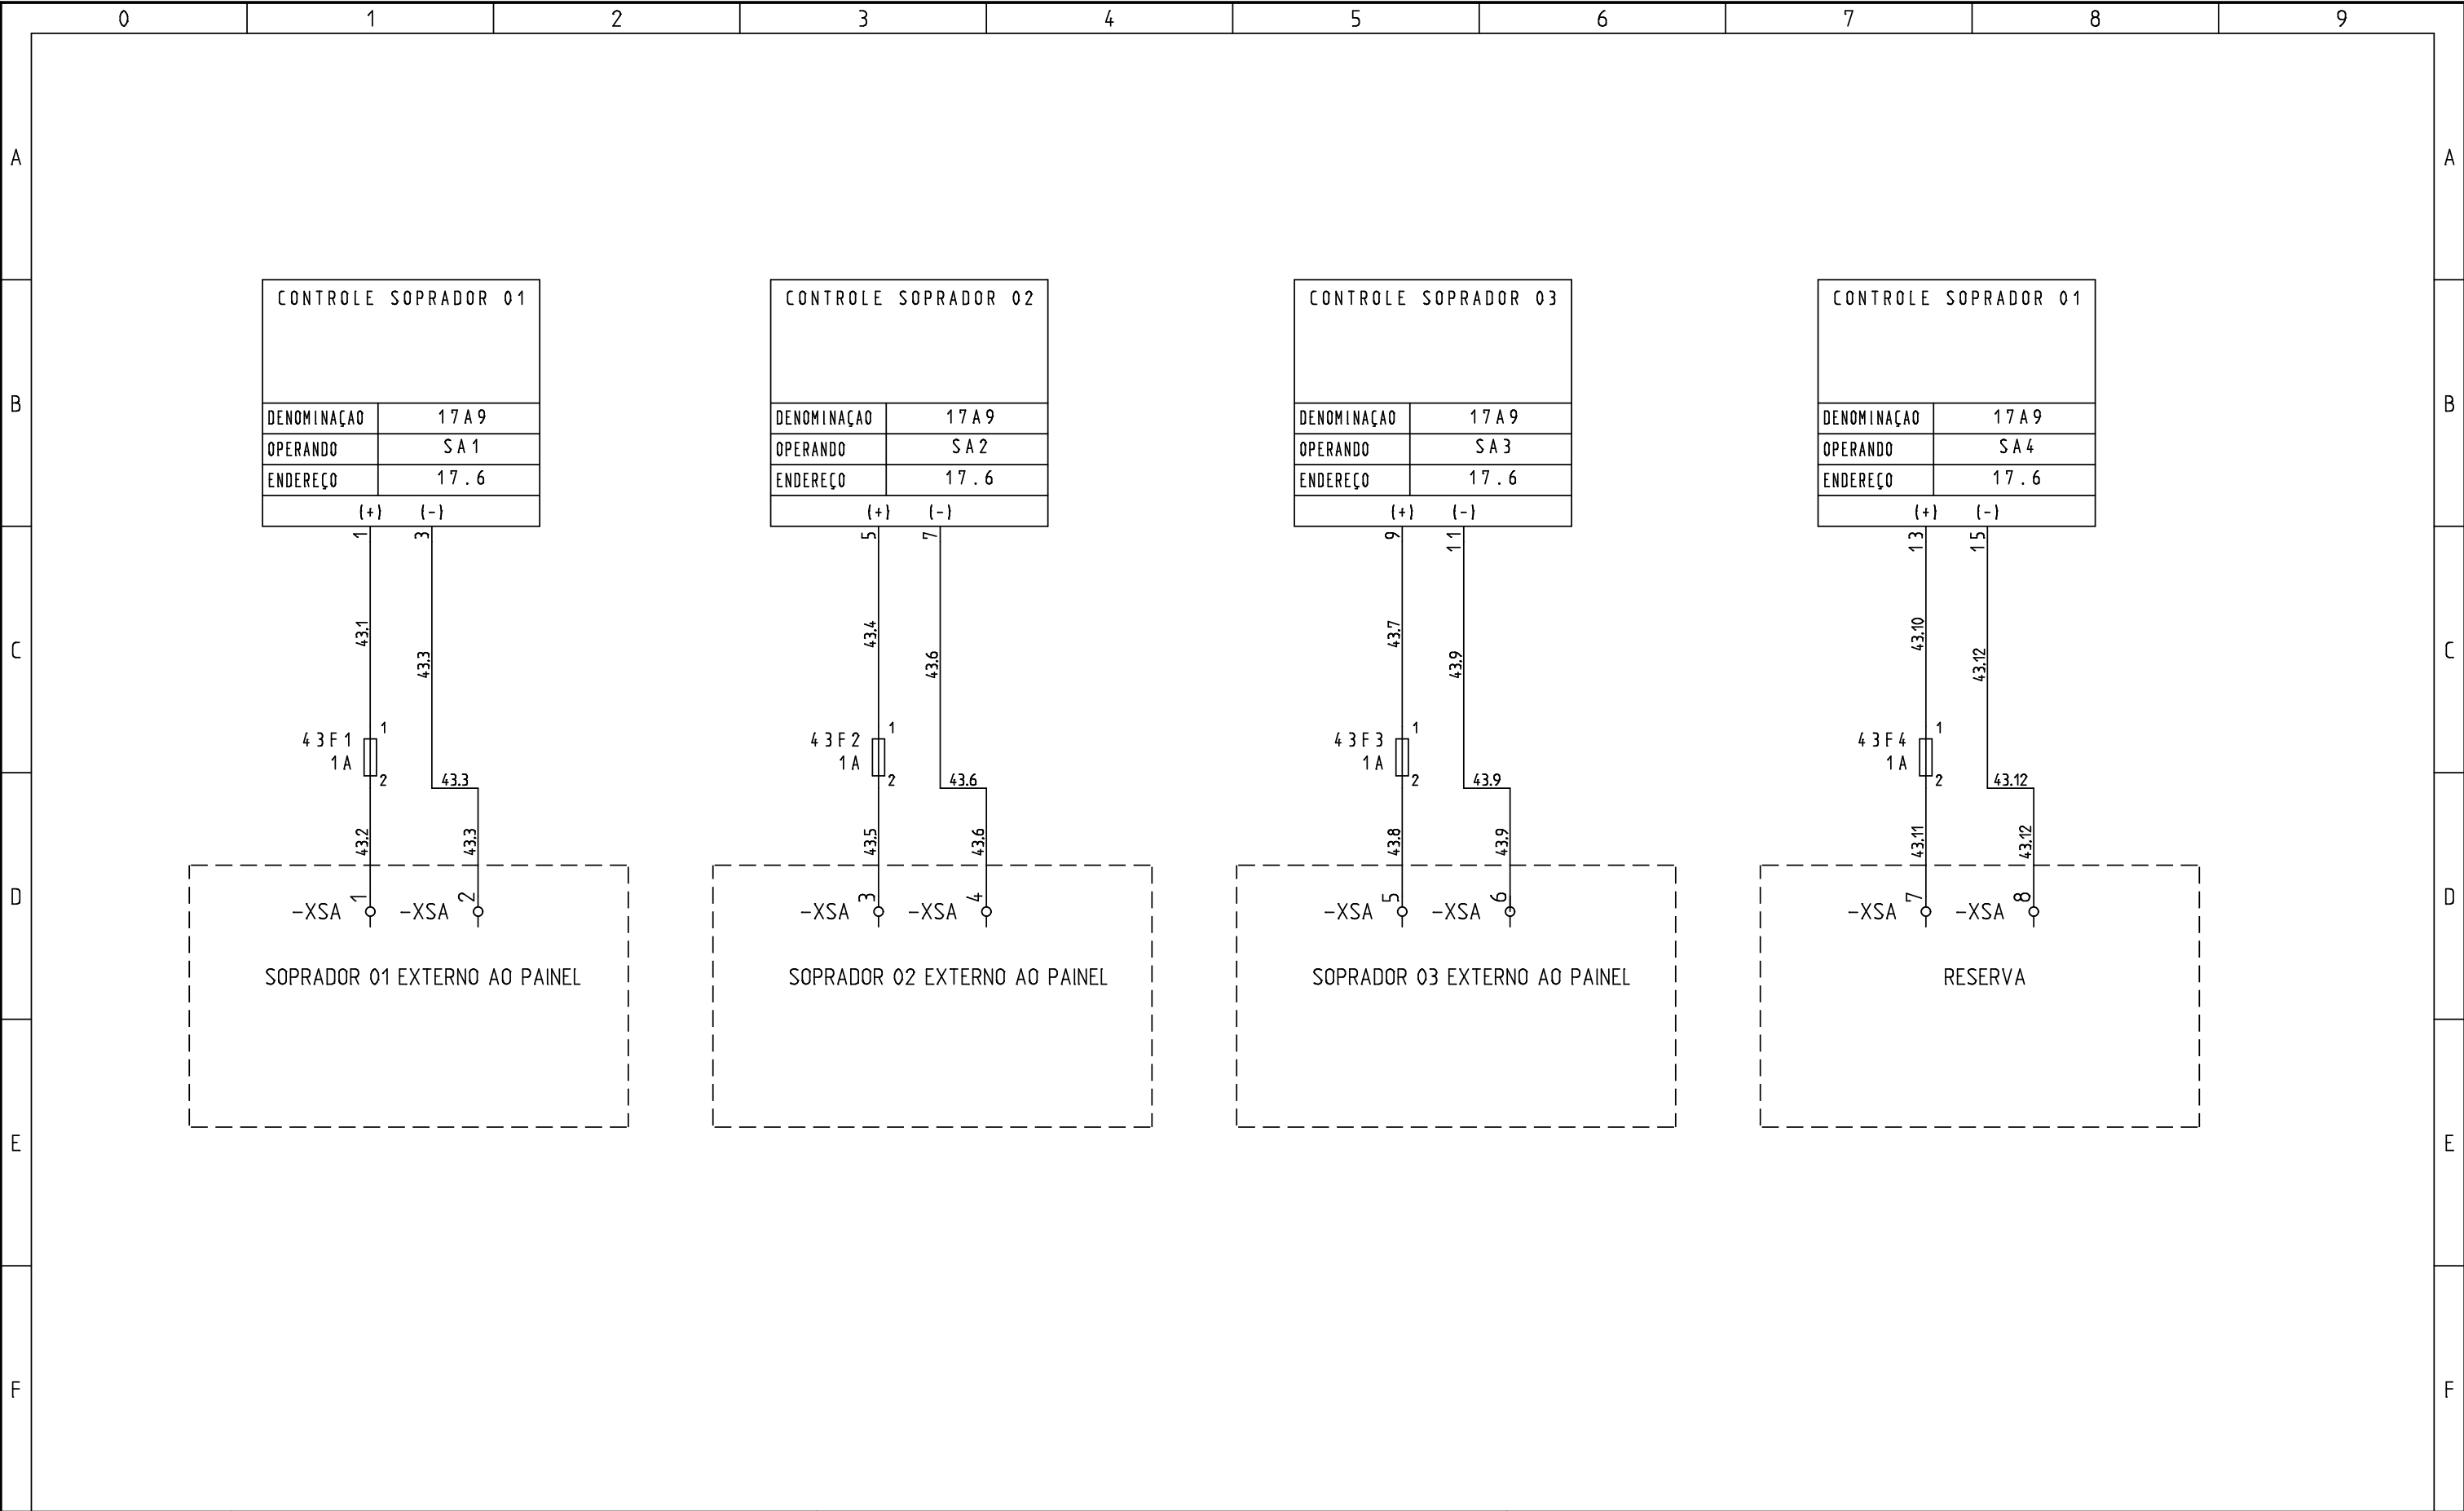 0 1 2 3 4 5 6 7 8 9
A A
CONTROLE SOPRADOR 01 CONTROLE SOPRADOR 02 CONTROLE SOPRADOR 03 CONTROLE SOPRADOR 01
B B
DENOMINAÇAO 17A9 DENOMINAÇAO 17A9 DENOMINAÇAO 17A9 DENOMINAÇAO 17A9
OPERANDO SA1 OPERANDO SA2 OPERANDO SA3 OPERANDO SA4
ENDEREÇO 17.6 ENDEREÇO 17.6 ENDEREÇO 17.6 ENDEREÇO 17.6
(+) (-) (+) (-) (+) (-) (+) (-)
1 3 5 7 9 11 13 15
43.1 43.4 43.7 43.10
C C
43.3 43.6 43.9 43.12
1 1 1 1
43F1 43F2 43F3 43F4
1A 1A 1A 1A
2 43.3 2 43.6 2 43.9 2 43.12
43.2 43.3 43.5 43.6 43.8 43.9 43.11 43.12
D D
-XSA 1 -XSA 2 -XSA 3 -XSA 4 -XSA 5 -XSA 6 -XSA 7 -XSA 8
SOPRADOR 01 EXTERNO AO PAINEL SOPRADOR 02 EXTERNO AO PAINEL SOPRADOR 03 EXTERNO AO PAINEL RESERVA
E E
F F